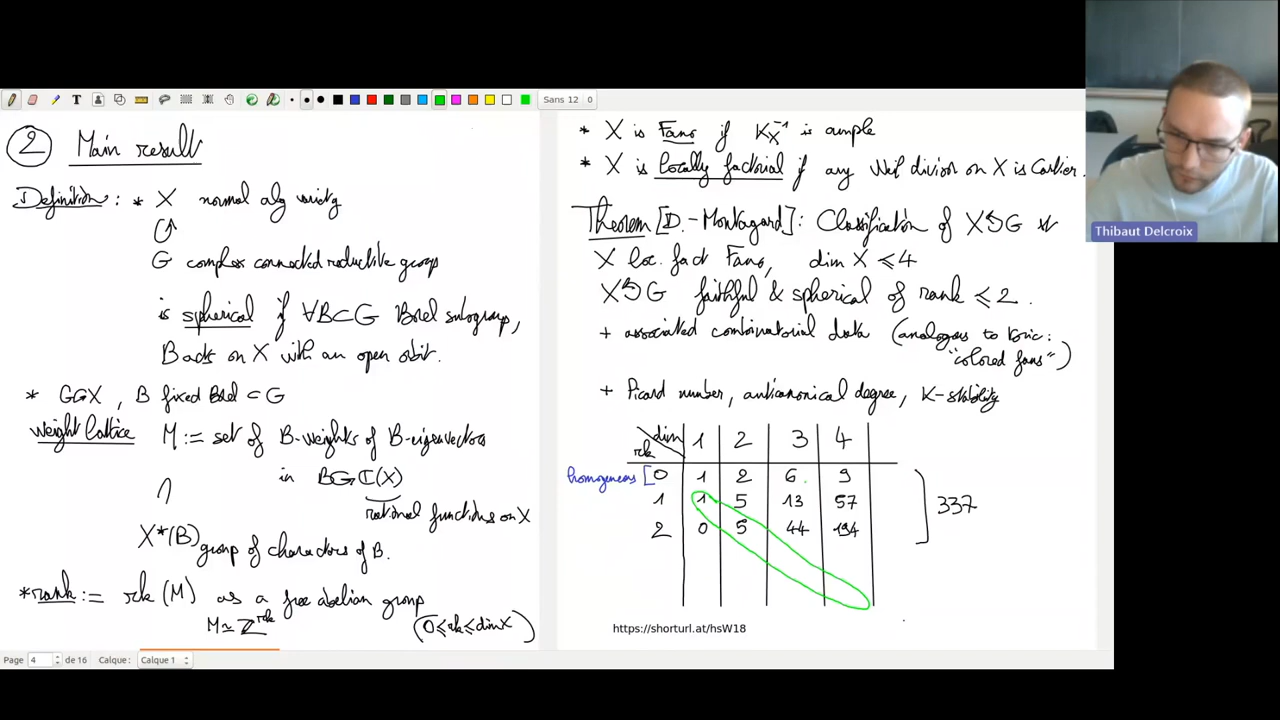 Sans 12 0
② Main result
Definition: * X normal alg variety
G complex connected reductive group
is spherical if ∀B⊂G Borel subgroup,
B acts on X with an open orbit.
* G↻X, B fixed Borel ⊂ G
weight lattice M := set of B-weights of B-eigenvectors
in B↻ℂ(X)
rational functions on X
∩
X*(B) group of characters of B.
* rank := rk(M) as a free abelian group
M≃ℤ^rk (0≤rk≤dimX)
* X is Fano if K_X^{-1} is ample
* X is locally factorial if any Weil divisor on X is Cartier.
Theorem [D.-Montagard]: Classification of X↺G st
X loc. fact Fano, dim X ≤ 4
X↺G faithful & spherical of rank ≤ 2.
+ associated combinatorial data (analogous to toric:
"colored fans")
+ Picard number, anticanonical degree, K-stability
rk \ dim 1 2 3 4
homogeneous [0 1 2 6 9
1 1 5 13 57
2 0 5 44 194
] 337
https://shorturl.at/hsW18
Page 4 de 16 Calque : Calque 1
Thibaut Delcroix